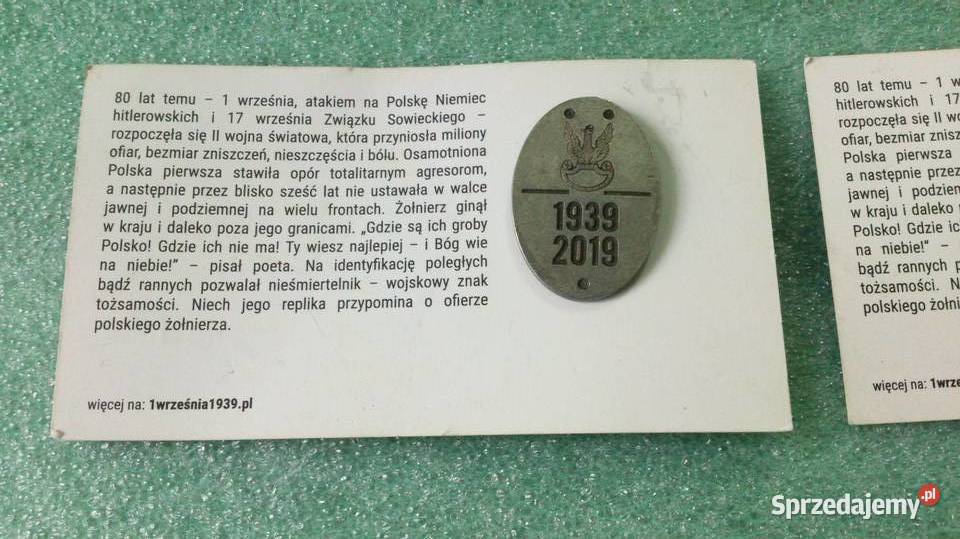 80 lat temu – 1 września, atakiem na Polskę Niemiec
hitlerowskich i 17 września Związku Sowieckiego –
rozpoczęła się II wojna światowa, która przyniosła miliony
ofiar, bezmiar zniszczeń, nieszczęścia i bólu. Osamotniona
Polska pierwsza stawiła opór totalitarnym agresorom,
a następnie przez blisko sześć lat nie ustawała w walce
jawnej i podziemnej na wielu frontach. Żołnierz ginął
w kraju i daleko poza jego granicami. „Gdzie są ich groby
Polsko! Gdzie ich nie ma! Ty wiesz najlepiej – i Bóg wie
na niebie!” – pisał poeta. Na identyfikację poległych
bądź rannych pozwalał nieśmiertelnik – wojskowy znak
tożsamości. Niech jego replika przypomina o ofierze
polskiego żołnierza.
więcej na: 1września1939.pl
1939
2019
80 lat temu – 1 w
hitlerowskich i 17
rozpoczęła się II wo
ofiar, bezmiar znisz
Polska pierwsza
a następnie przez
jawnej i podziem
w kraju i daleko
Polsko! Gdzie ic
na niebie!” –
bądź rannych p
tożsamości. N
polskiego żołni
więcej na: 1wrz
Sprzedajemy.pl